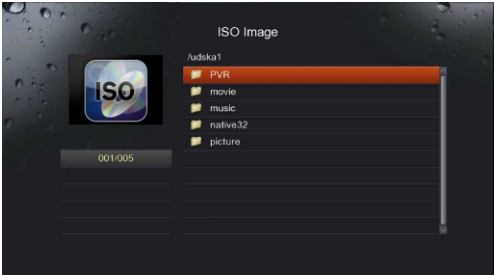 ISO Image
/udska1
ISO
PVR
movie
music
native32
picture
001/005